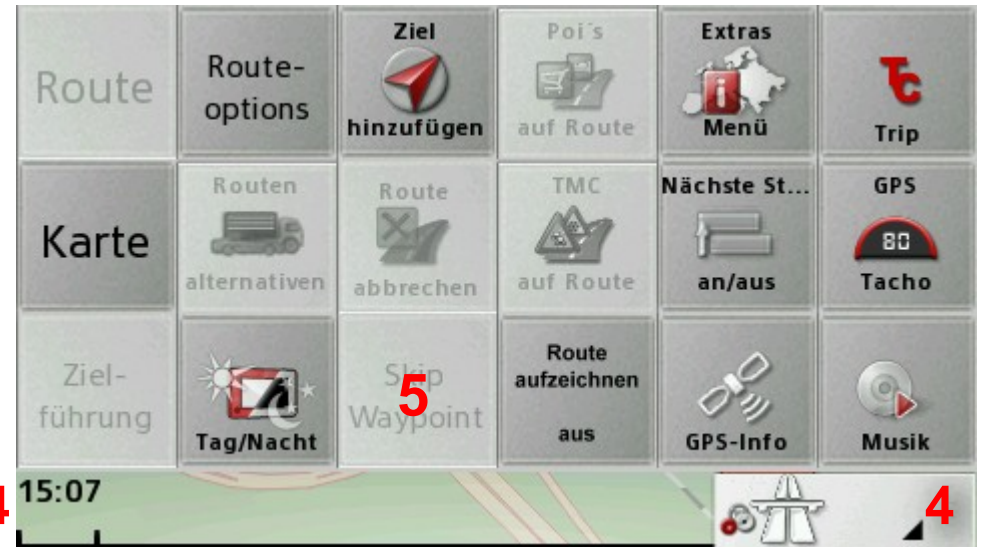 Route
Route-
options
Ziel
hinzufügen
Poi´s
auf Route
Extras
i
Menü
Tc
Trip
Karte
Routen
alternativen
Route
abbrechen
TMC
auf Route
Nächste St...
an/aus
GPS
80
Tacho
Ziel-
führung
Tag/Nacht
Skip
Waypoint
5
Route
aufzeichnen
aus
GPS-Info
Musik
4
15:07
4